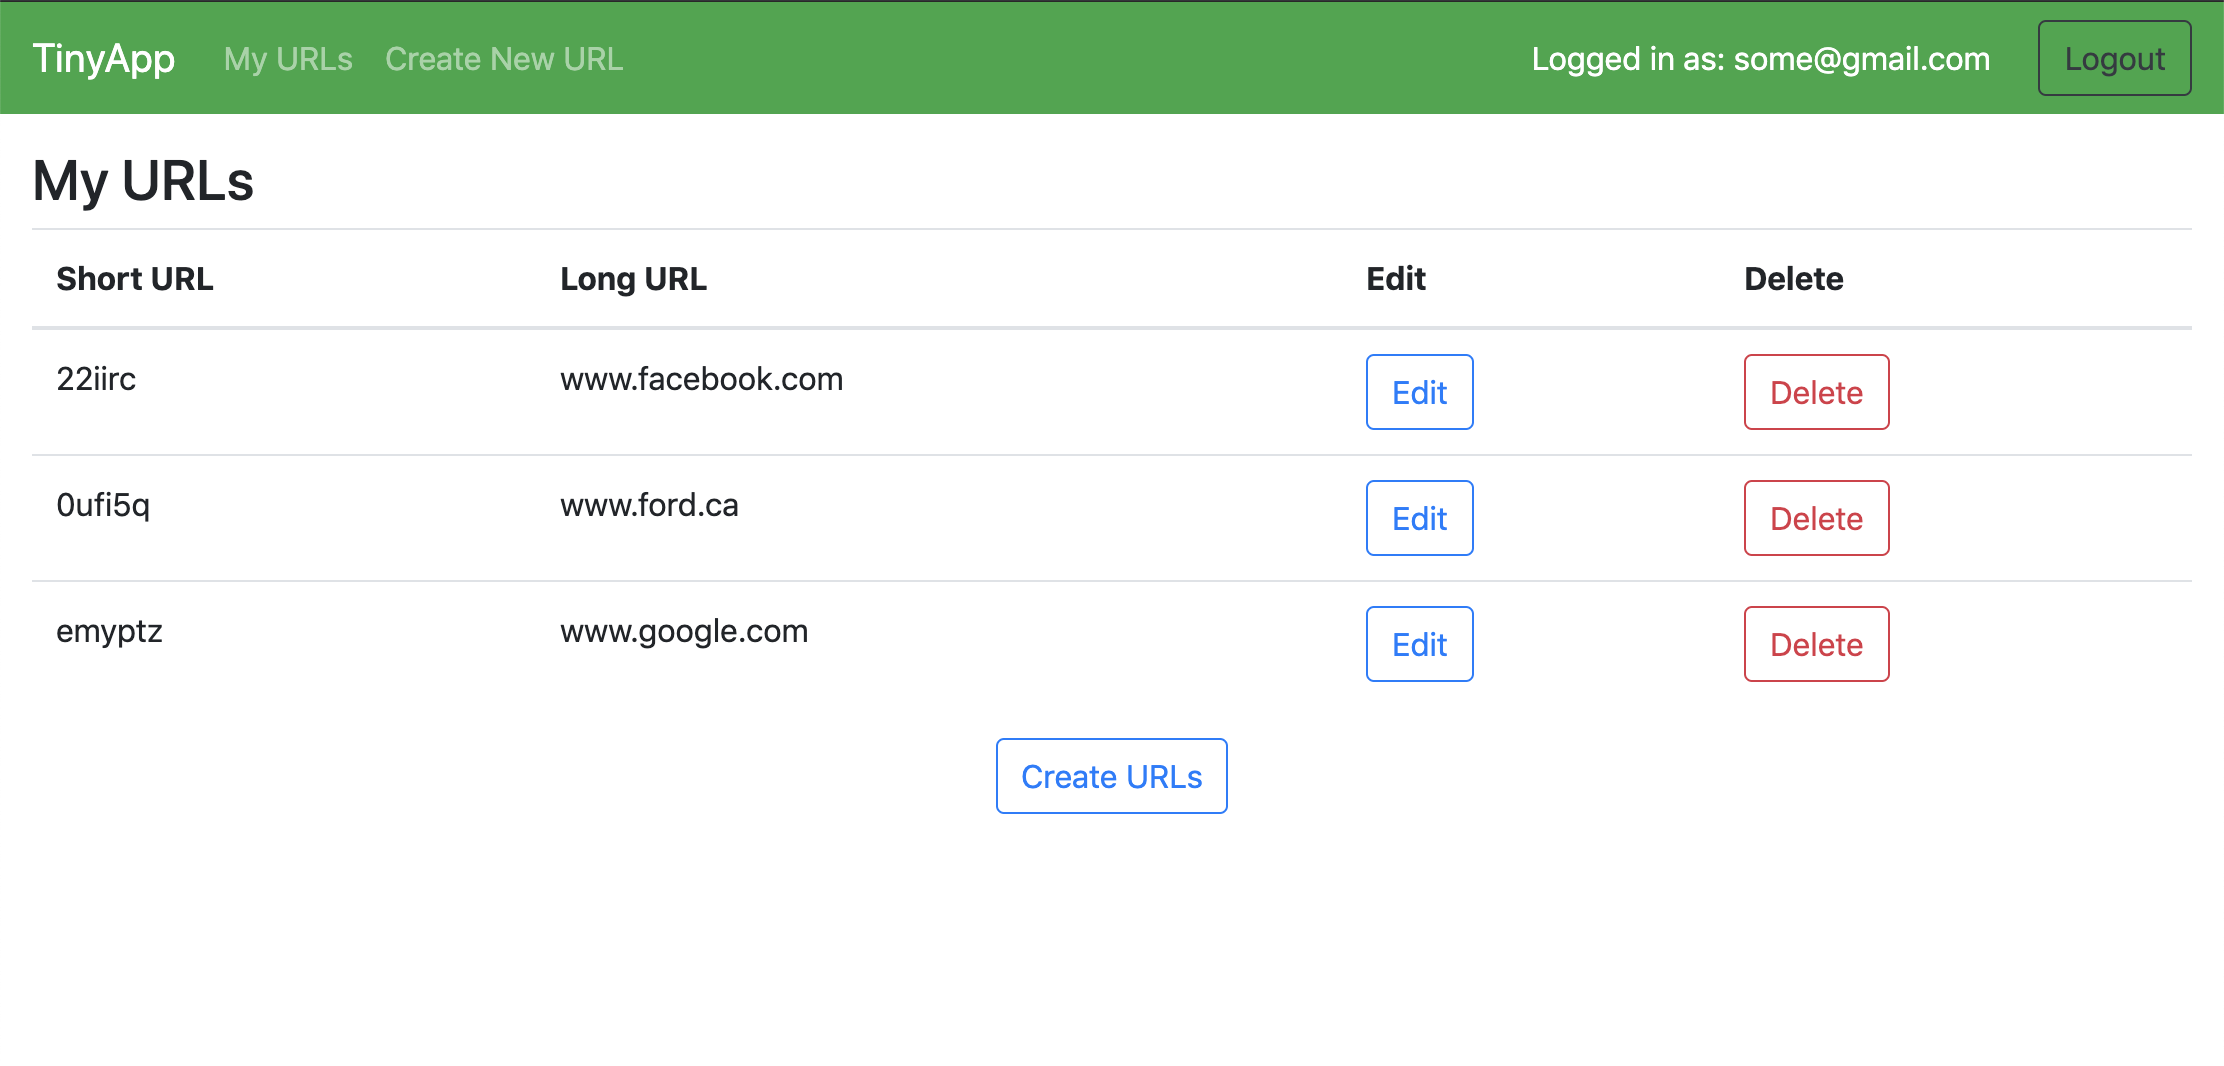 TinyApp My URLs Create New URL Logged in as: some@gmail.com Logout
My URLs
Short URL Long URL Edit Delete
22iirc www.facebook.com Edit Delete
0ufi5q www.ford.ca Edit Delete
emyptz www.google.com Edit Delete
Create URLs